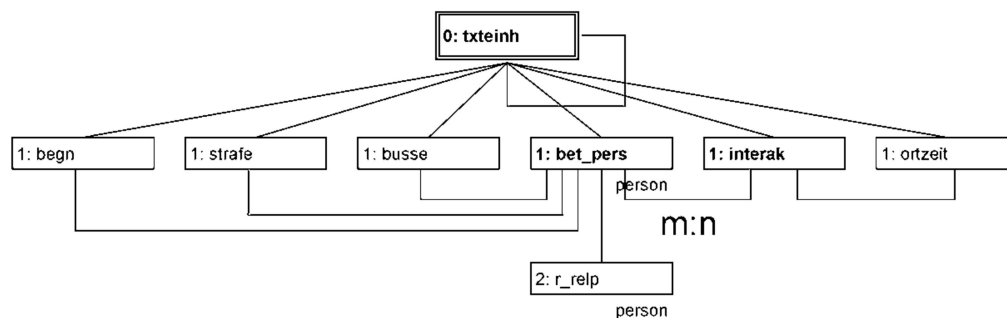 0: txteinh
1: begn
1: strafe
1: busse
1: bet_pers
1: interak
1: ortzeit
person
m:n
2: r_relp
person